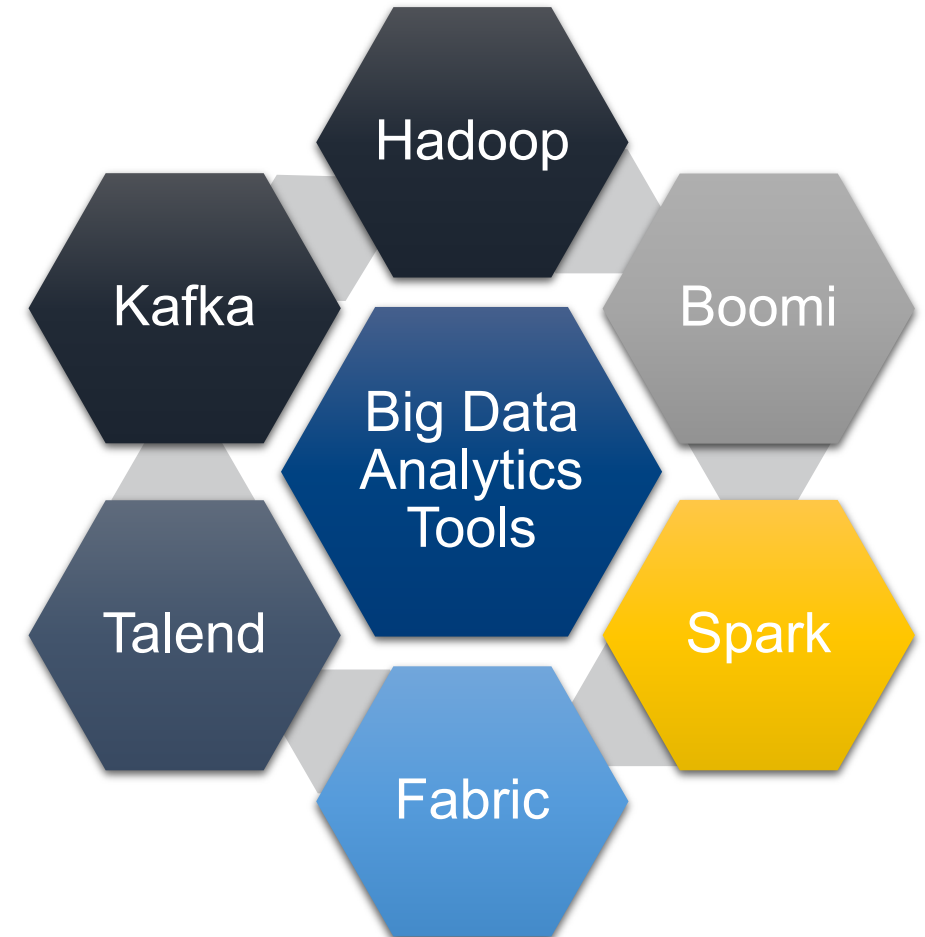 Hadoop
Kafka
Boomi
Big Data
Analytics
Tools
Talend
Spark
Fabric